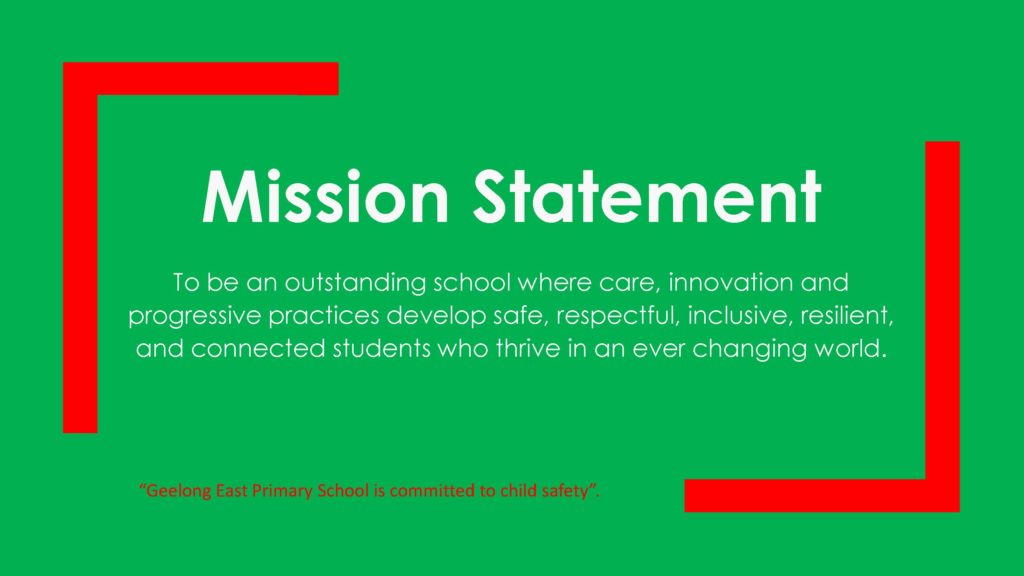 Mission Statement
To be an outstanding school where care, innovation and
progressive practices develop safe, respectful, inclusive, resilient,
and connected students who thrive in an ever changing world.
“Geelong East Primary School is committed to child safety”.